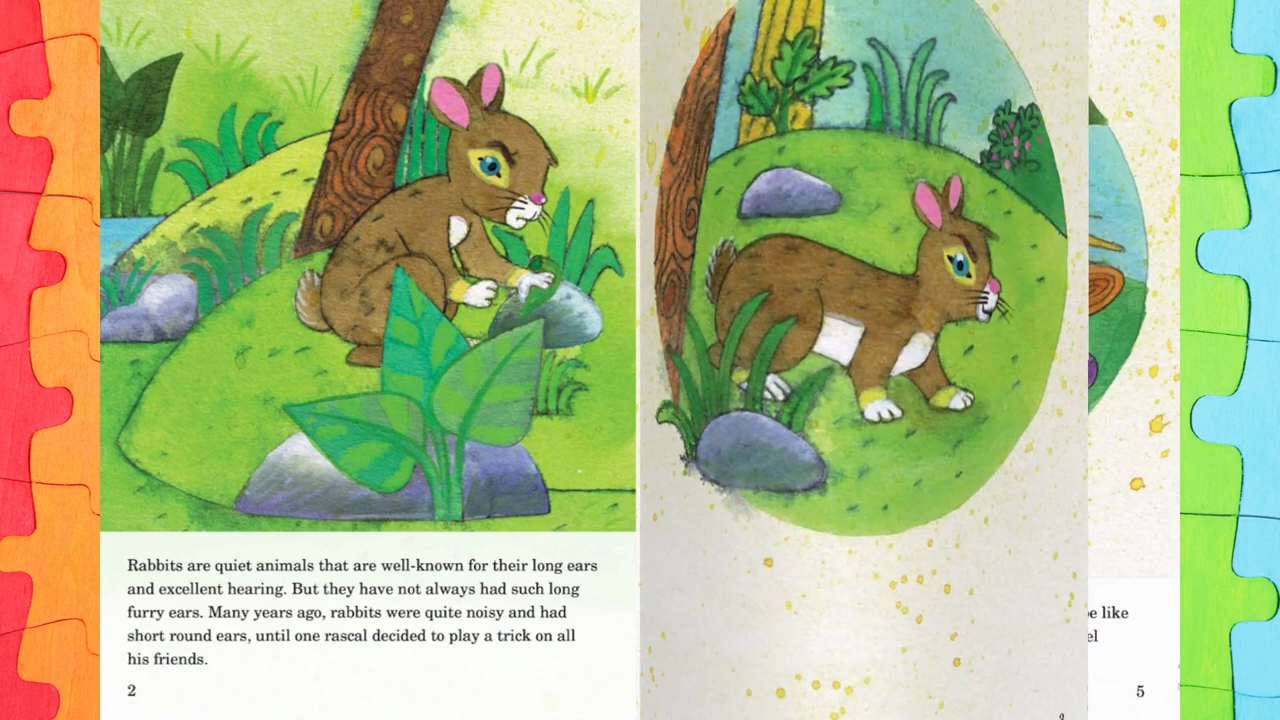 Rabbits are quiet animals that are well-known for their long ears
and excellent hearing. But they have not always had such long
furry ears. Many years ago, rabbits were quite noisy and had
short round ears, until one rascal decided to play a trick on all
his friends.
2
like
5